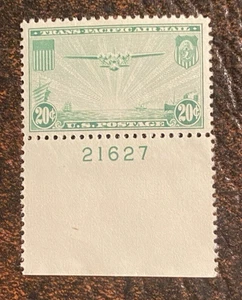 TRANS-PACIFIC AIR MAIL
20¢ 20¢
U.S. POSTAGE
21627